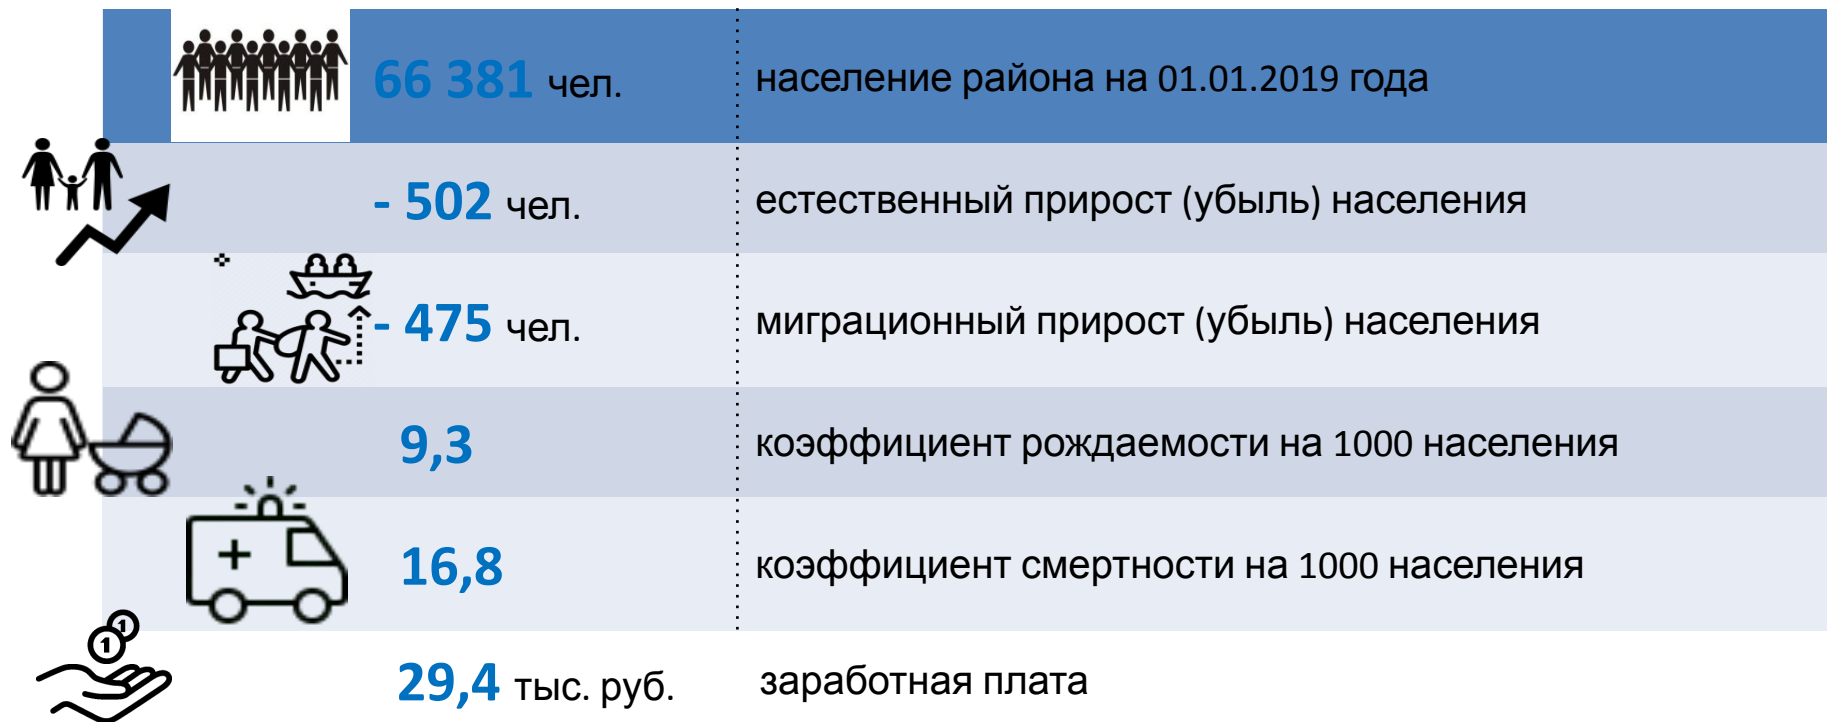 66 381 чел. население района на 01.01.2019 года
- 502 чел. естественный прирост (убыль) населения
- 475 чел. миграционный прирост (убыль) населения
9,3 коэффициент рождаемости на 1000 населения
16,8 коэффициент смертности на 1000 населения
1 1
29,4 тыс. руб. заработная плата